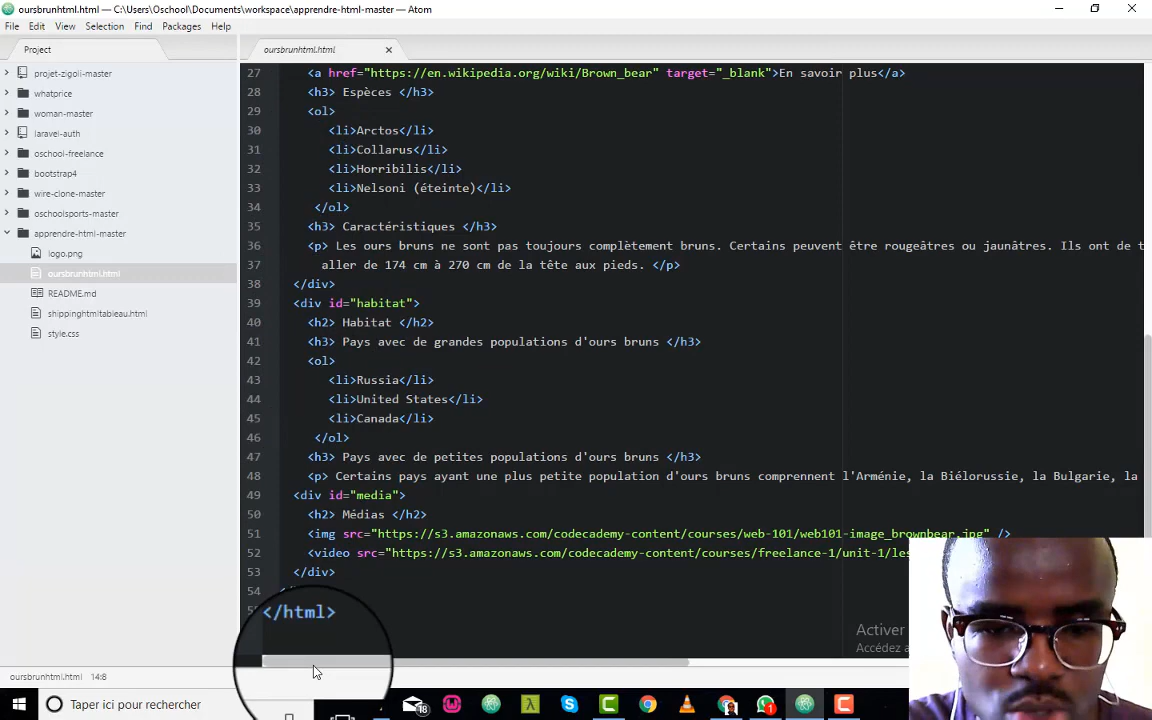 oursbrunhtml.html — C:\Users\Oschool\Documents\workspace\apprendre-html-master — Atom
File Edit View Selection Find Packages Help
Project
oursbrunhtml.html
projet-zigoli-master
whatprice
woman-master
laravel-auth
oschool-freelance
bootstrap4
wire-clone-master
oschoolsports-master
apprendre-html-master
logo.png
oursbrunhtml.html
README.md
shippinghtmltableau.html
style.css
27 <a href="https://en.wikipedia.org/wiki/Brown_bear" target="_blank">En savoir plus</a>
28 <h3> Espèces </h3>
29 <ol>
30 <li>Arctos</li>
31 <li>Collarus</li>
32 <li>Horribilis</li>
33 <li>Nelsoni (éteinte)</li>
34 </ol>
35 <h3> Caractéristiques </h3>
36 <p> Les ours bruns ne sont pas toujours complètement bruns. Certains peuvent être rougeâtres ou jaunâtres. Ils ont de t
37 aller de 174 cm à 270 cm de la tête aux pieds. </p>
38 </div>
39 <div id="habitat">
40 <h2> Habitat </h2>
41 <h3> Pays avec de grandes populations d'ours bruns </h3>
42 <ol>
43 <li>Russia</li>
44 <li>United States</li>
45 <li>Canada</li>
46 </ol>
47 <h3> Pays avec de petites populations d'ours bruns </h3>
48 <p> Certains pays ayant une plus petite population d'ours bruns comprennent l'Arménie, la Biélorussie, la Bulgarie, la
49 <div id="media">
50 <h2> Médias </h2>
51 <img src="https://s3.amazonaws.com/codecademy-content/courses/web-101/web101-image_brownbear.jpg" />
52 <video src="https://s3.amazonaws.com/codecademy-content/courses/freelance-1/unit-1/les
53 </div>
54
</html>
Activer
Accédez a
oursbrunhtml.html 14:8
Taper ici pour rechercher
18
1